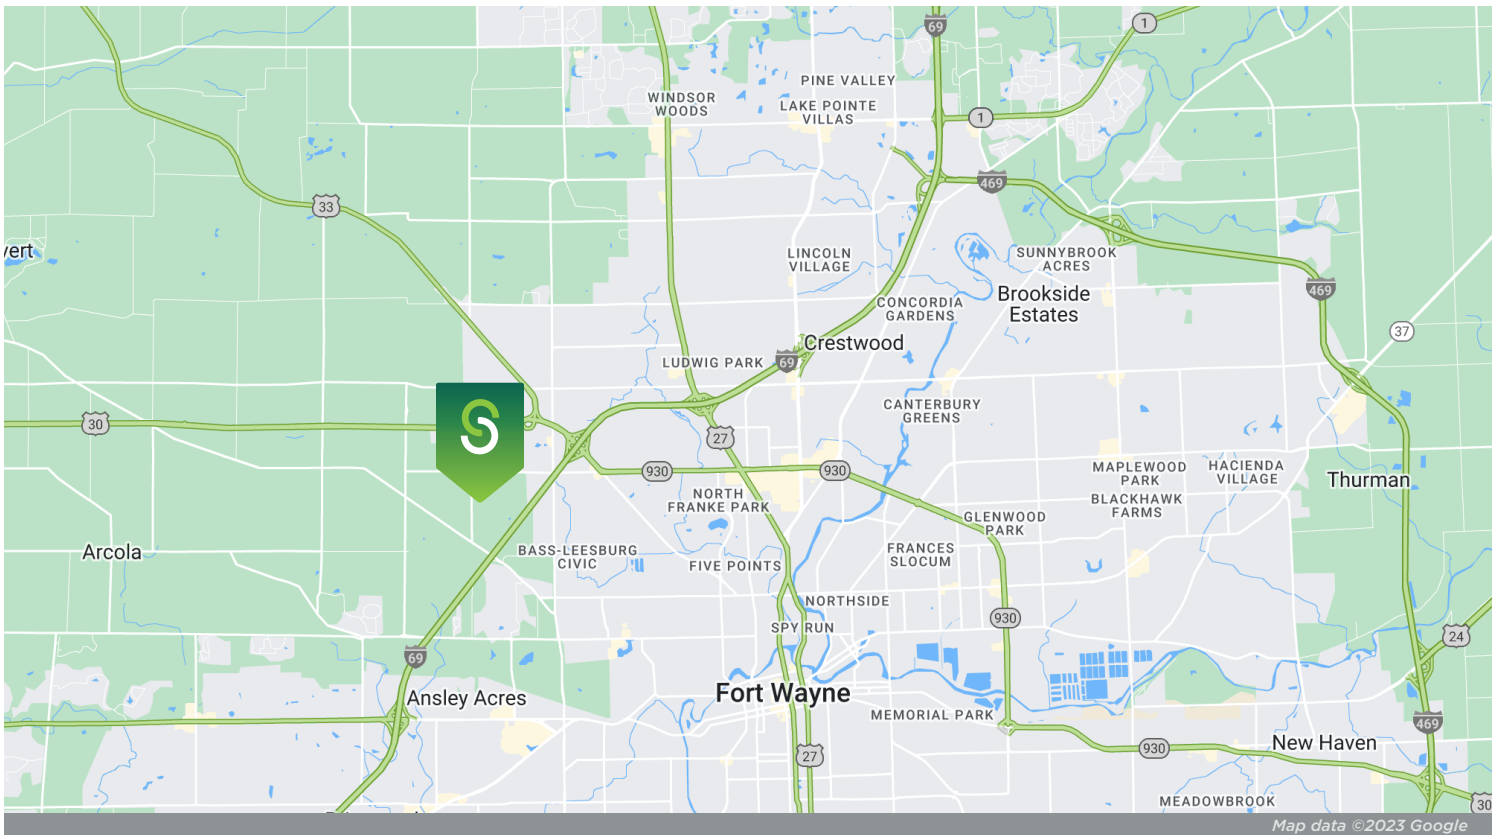 69
1
PINE VALLEY
WINDSOR
WOODS
LAKE POINTE
VILLAS
1
469
33
vert
LINCOLN
VILLAGE
SUNNYBROOK
ACRES
469
Brookside
Estates
CONCORDIA
GARDENS
37
Crestwood
69
LUDWIG PARK
CANTERBURY
GREENS
30
S
27
930
930
MAPLEWOOD
PARK
HACIENDA
VILLAGE
Thurman
NORTH
FRANKE PARK
BLACKHAWK
FARMS
GLENWOOD
PARK
Arcola
BASS-LEESBURG
CIVIC
FIVE POINTS
FRANCES
SLOCUM
NORTHSIDE
930
SPY RUN
24
69
Fort Wayne
Ansley Acres
MEMORIAL PARK
469
New Haven
930
27
MEADOWBROOK
30
Map data ©2023 Google